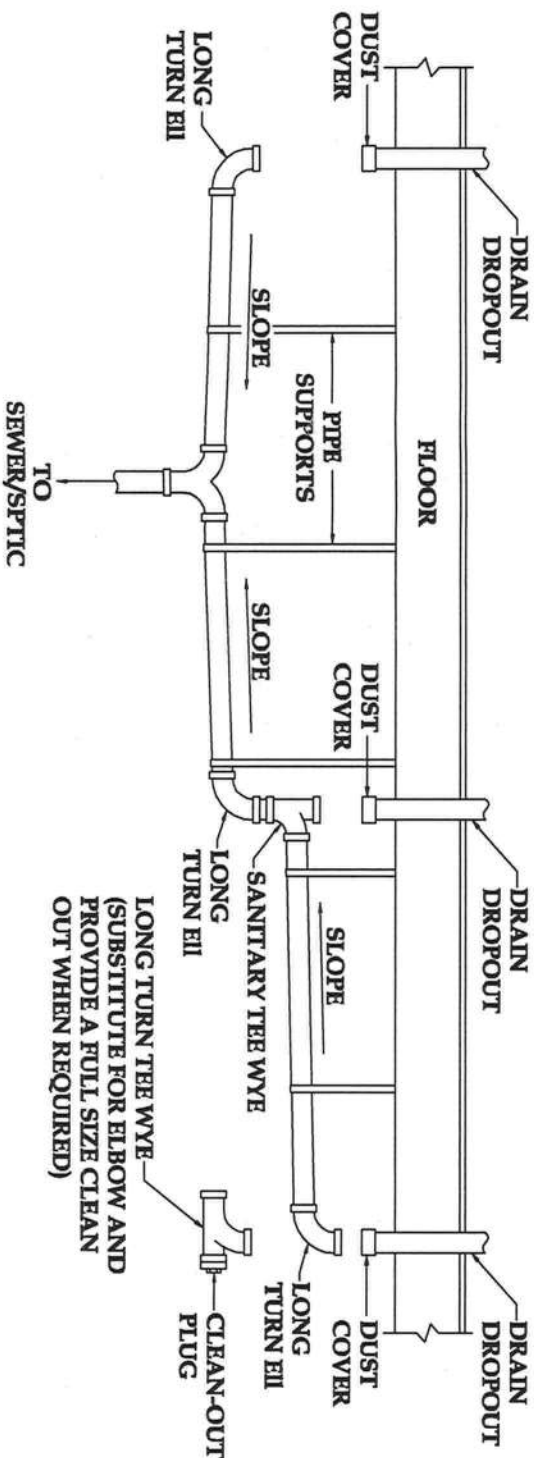 DRAIN
DROPOUT
DUST
COVER
LONG
TURN Ell
SLOPE
PIPE
SUPPORTS
FLOOR
TO
SEWER/SPTIC
SLOPE
DUST
COVER
DRAIN
DROPOUT
LONG
TURN Ell
SANITARY TEE WYE
SLOPE
DRAIN
DROPOUT
DUST
COVER
LONG
TURN Ell
LONG TURN TEE WYE
(SUBSTITUTE FOR ELBOW AND
PROVIDE A FULL SIZE CLEAN
OUT WHEN REQUIRED)
CLEAN-OUT
PLUG